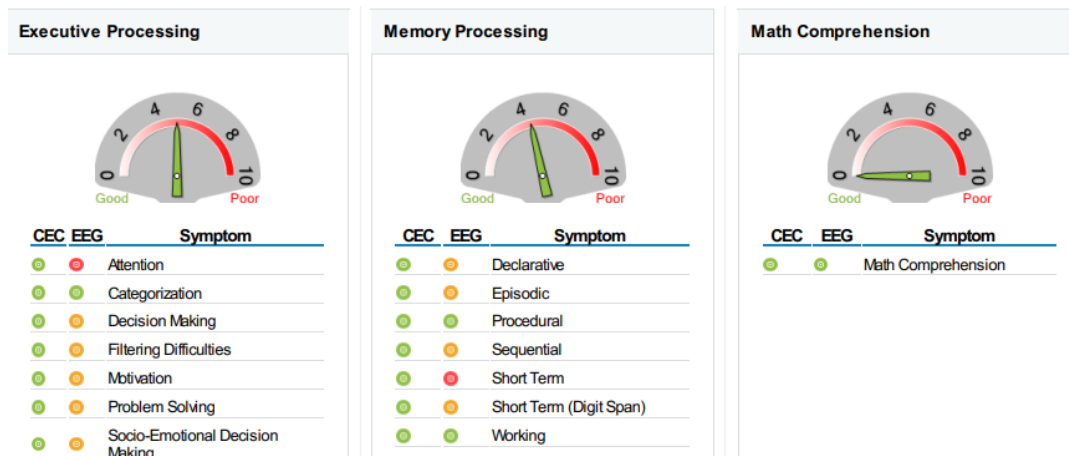 Executive Processing
0 2 4 6 8 10
Good Poor
CEC EEG Symptom
Attention
Categorization
Decision Making
Filtering Difficulties
Motivation
Problem Solving
Socio-Emotional Decision
Making
Memory Processing
0 2 4 6 8 10
Good Poor
CEC EEG Symptom
Declarative
Episodic
Procedural
Sequential
Short Term
Short Term (Digit Span)
Working
Math Comprehension
0 2 4 6 8 10
Good Poor
CEC EEG Symptom
Math Comprehension